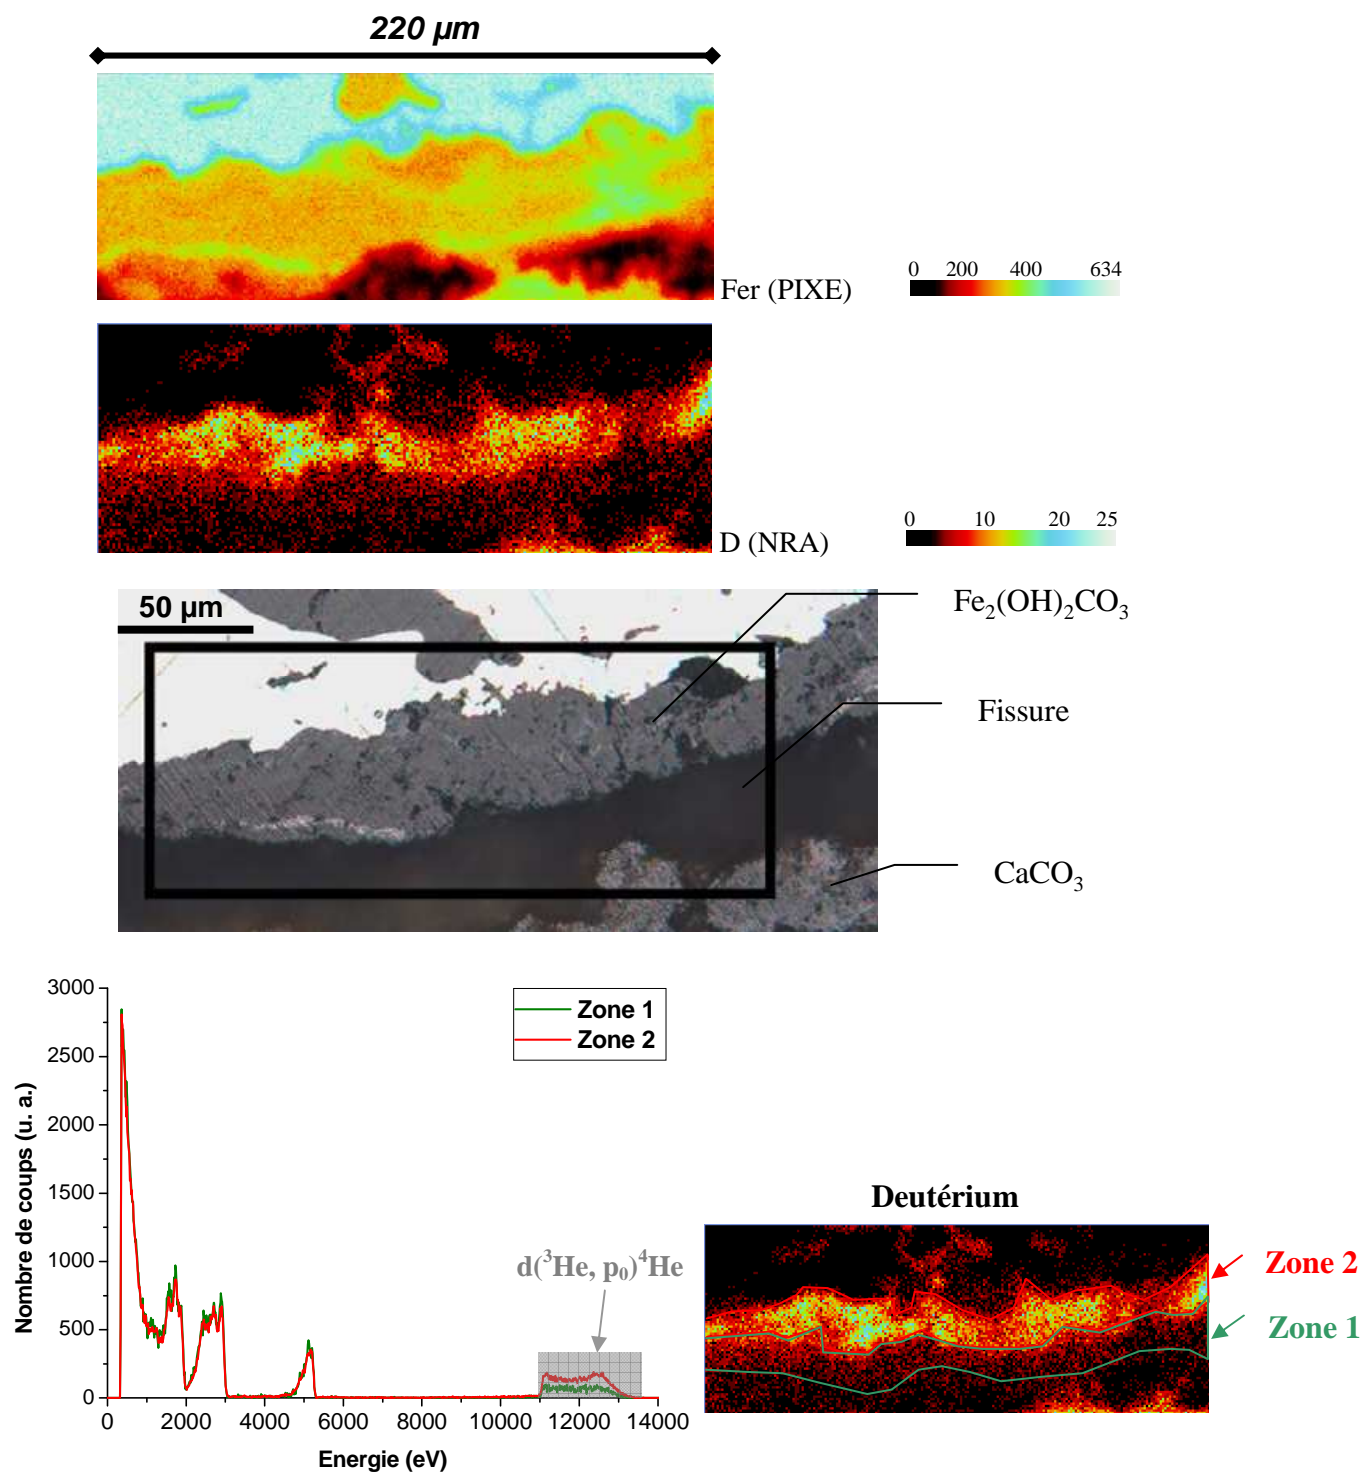 220 µm
Fer (PIXE)
0 200 400 634
D (NRA)
0 10 20 25
50 µm
Fe₂(OH)₂CO₃
Fissure
CaCO₃
3000
2500
2000
1500
1000
500
0
Nombre de coups (u. a.)
Zone 1
Zone 2
d(³He, p₀)⁴He
0 2000 4000 6000 8000 10000 12000 14000
Energie (eV)
Deutérium
Zone 2
Zone 1